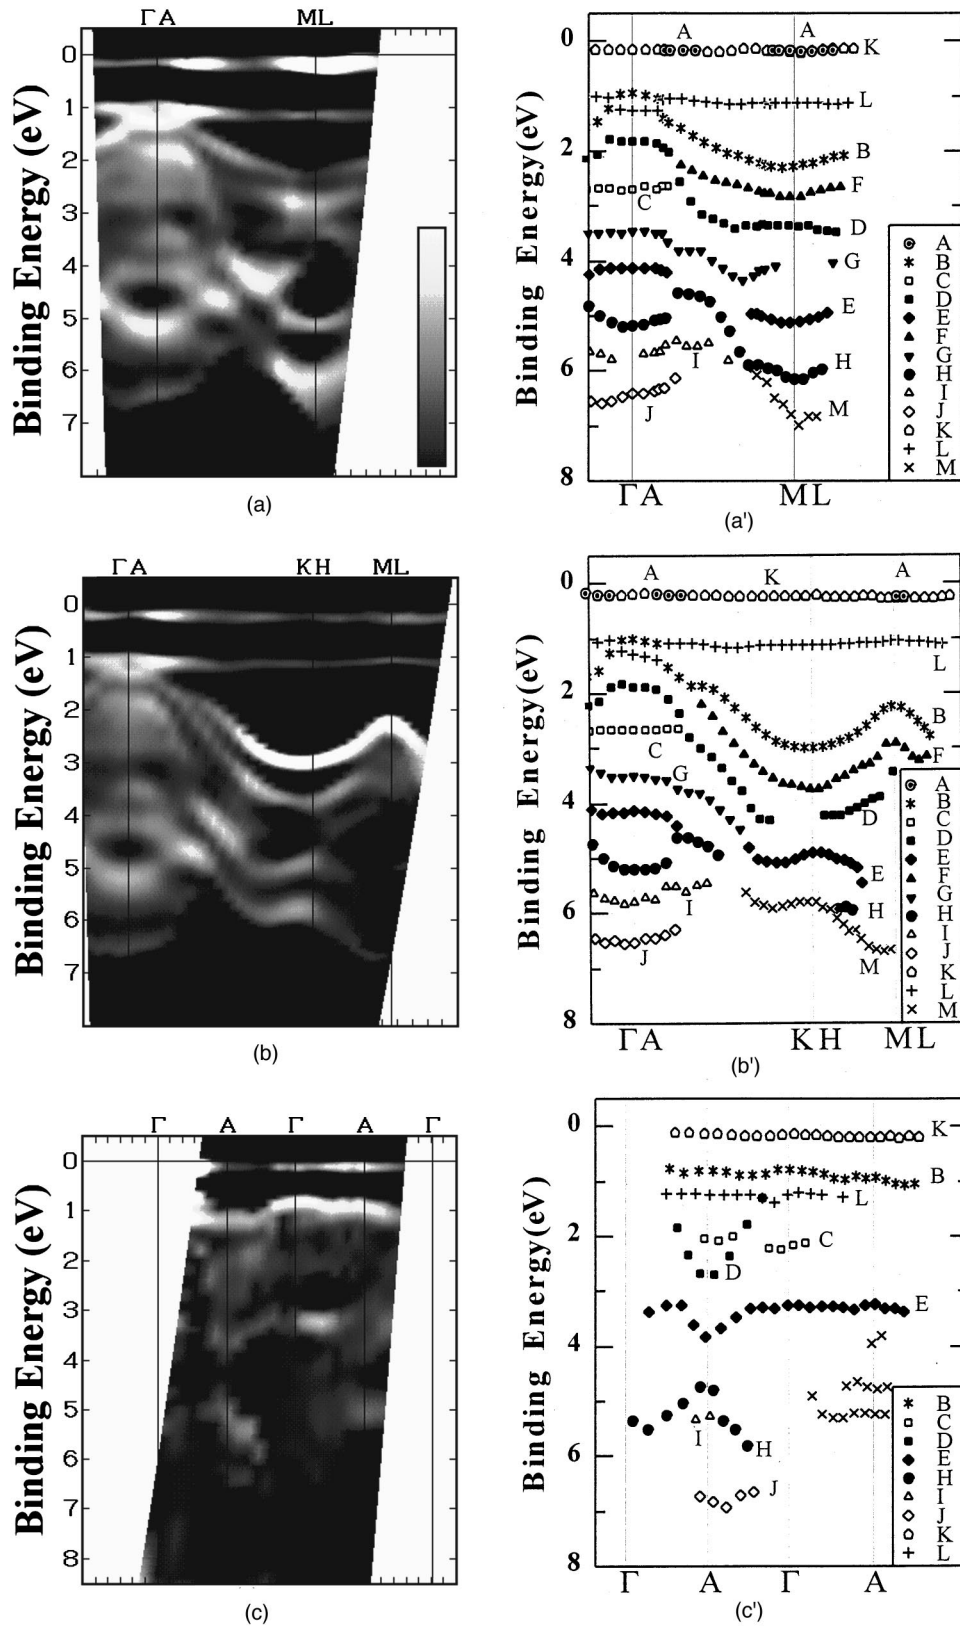 ΓA ML
Binding Energy (eV)
0
1
2
3
4
5
6
7
(a)
Binding Energy(eV)
0
2
4
6
8
A A
K
L
B
F
C
D
G
E
H
I
J
M
ΓA ML
A
B
C
D
E
F
G
H
I
J
K
L
M
(a')
ΓA KH ML
Binding Energy (eV)
0
1
2
3
4
5
6
7
(b)
Binding Energy(eV)
0
2
4
6
8
A K A
L
B
F
C
G
D
E
H
I
J
M
ΓA KH ML
A
B
C
D
E
F
G
H
I
J
K
L
M
(b')
Γ A Γ A Γ
Binding Energy (eV)
0
1
2
3
4
5
6
7
8
(c)
Binding Energy(eV)
0
2
4
6
8
K
B
L
C
D
E
I
H
J
Γ A Γ A
B
C
D
E
H
I
J
K
L
(c')